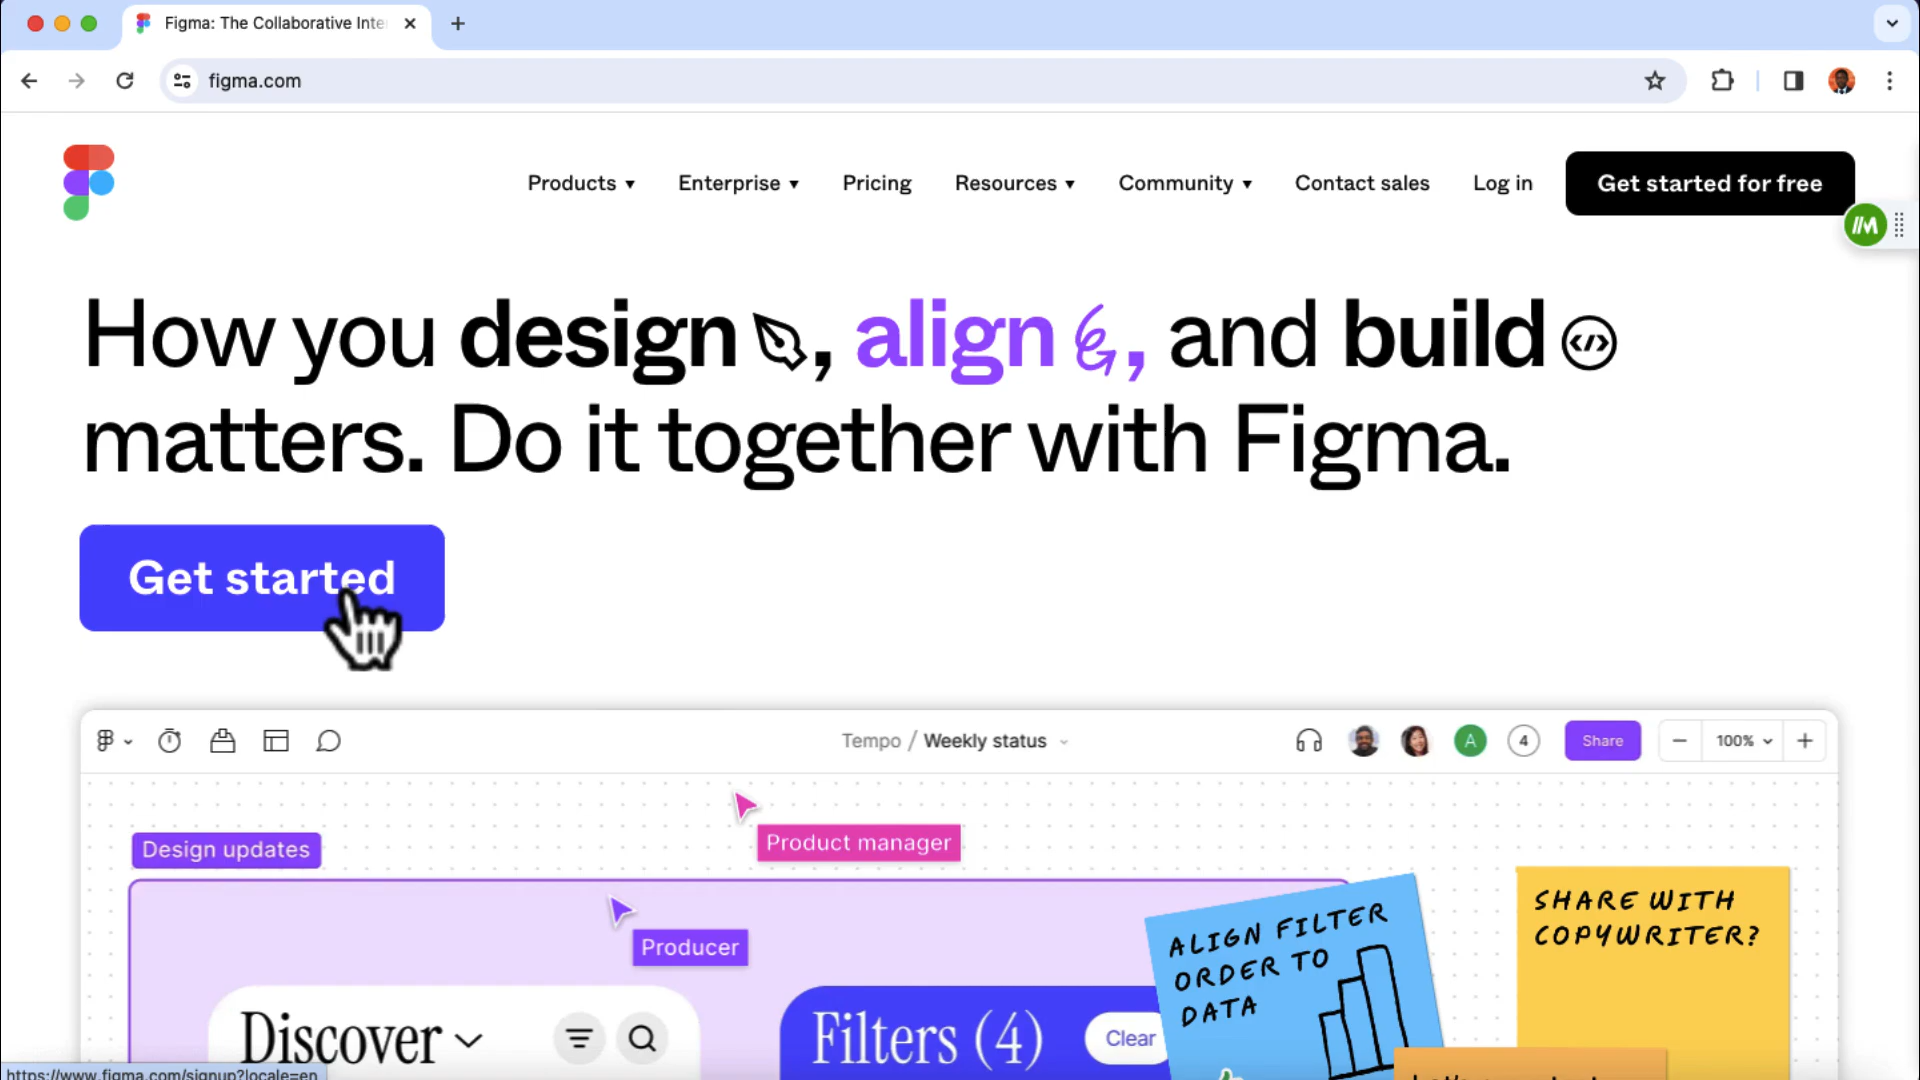 Figma: The Collaborative Inte
figma.com
Products ▾ Enterprise ▾ Pricing Resources ▾ Community ▾ Contact sales Log in Get started for free
How you design, align, and build
matters. Do it together with Figma.
Get started
Tempo / Weekly status A 4 Share 100%
Product manager
Design updates
SHARE WITH
COPYWRITER?
ALIGN FILTER
ORDER TO
DATA
Producer
Discover
Filters (4) Clear
https://www.figma.com/signup?locale=en